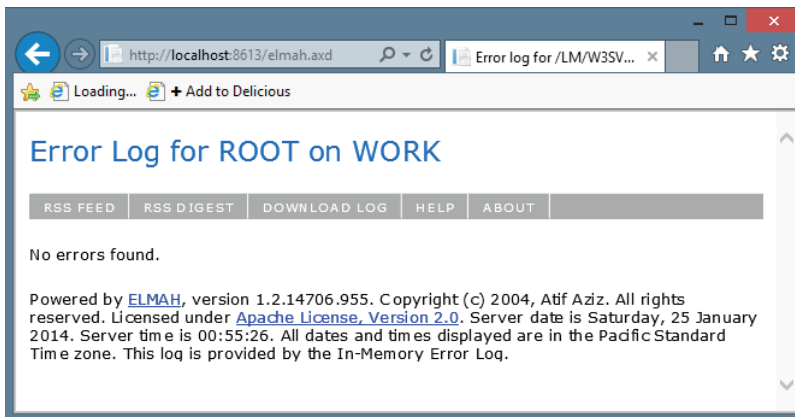 http://localhost:8613/elmah.axd
Error log for /LM/W3SV...
Loading... + Add to Delicious
Error Log for ROOT on WORK
RSS FEED RSS DIGEST DOWNLOAD LOG HELP ABOUT
No errors found.
Powered by ELMAH, version 1.2.14706.955. Copyright (c) 2004, Atif Aziz. All rights
reserved. Licensed under Apache License, Version 2.0. Server date is Saturday, 25 January
2014. Server time is 00:55:26. All dates and times displayed are in the Pacific Standard
Time zone. This log is provided by the In-Memory Error Log.